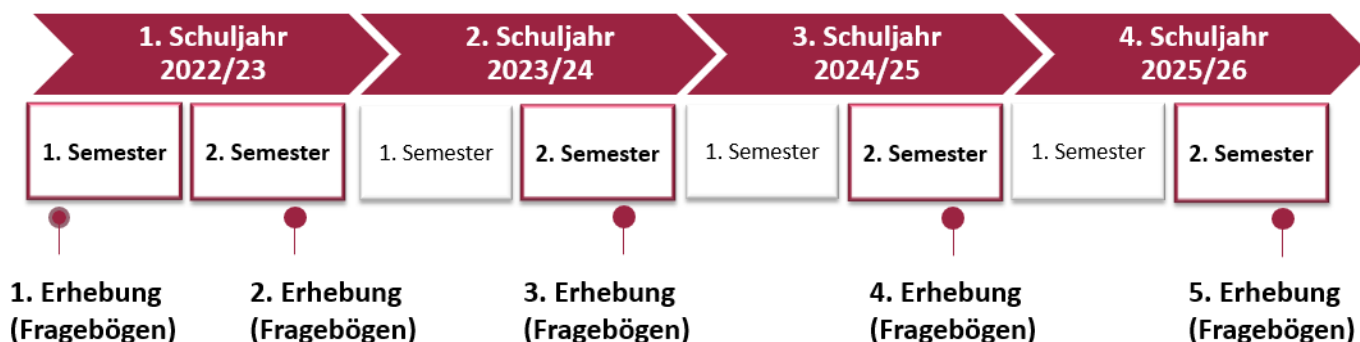 1. Schuljahr
2022/23
2. Schuljahr
2023/24
3. Schuljahr
2024/25
4. Schuljahr
2025/26
1. Semester
2. Semester
1. Semester
2. Semester
1. Semester
2. Semester
1. Semester
2. Semester
1. Erhebung
(Fragebögen)
2. Erhebung
(Fragebögen)
3. Erhebung
(Fragebögen)
4. Erhebung
(Fragebögen)
5. Erhebung
(Fragebögen)